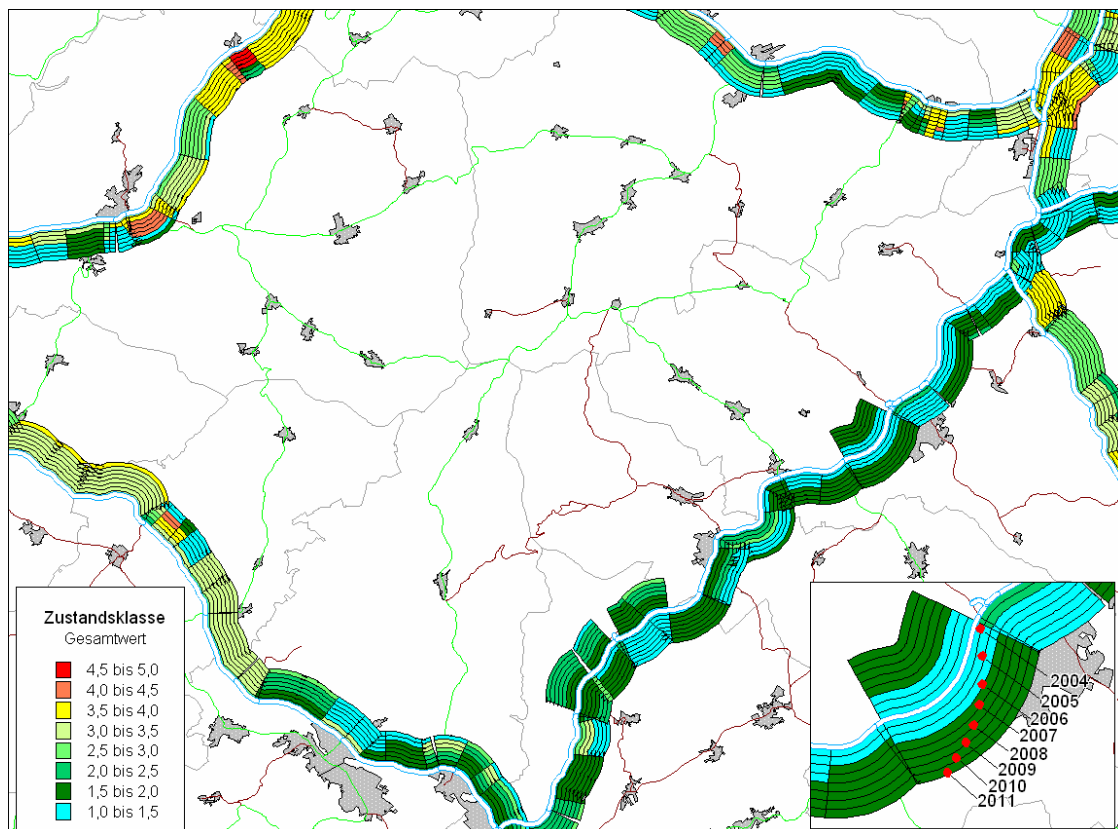 Zustandsklasse
Gesamtwert
4,5 bis 5,0
4,0 bis 4,5
3,5 bis 4,0
3,0 bis 3,5
2,5 bis 3,0
2,0 bis 2,5
1,5 bis 2,0
1,0 bis 1,5
2004
2005
2006
2007
2008
2009
2010
2011